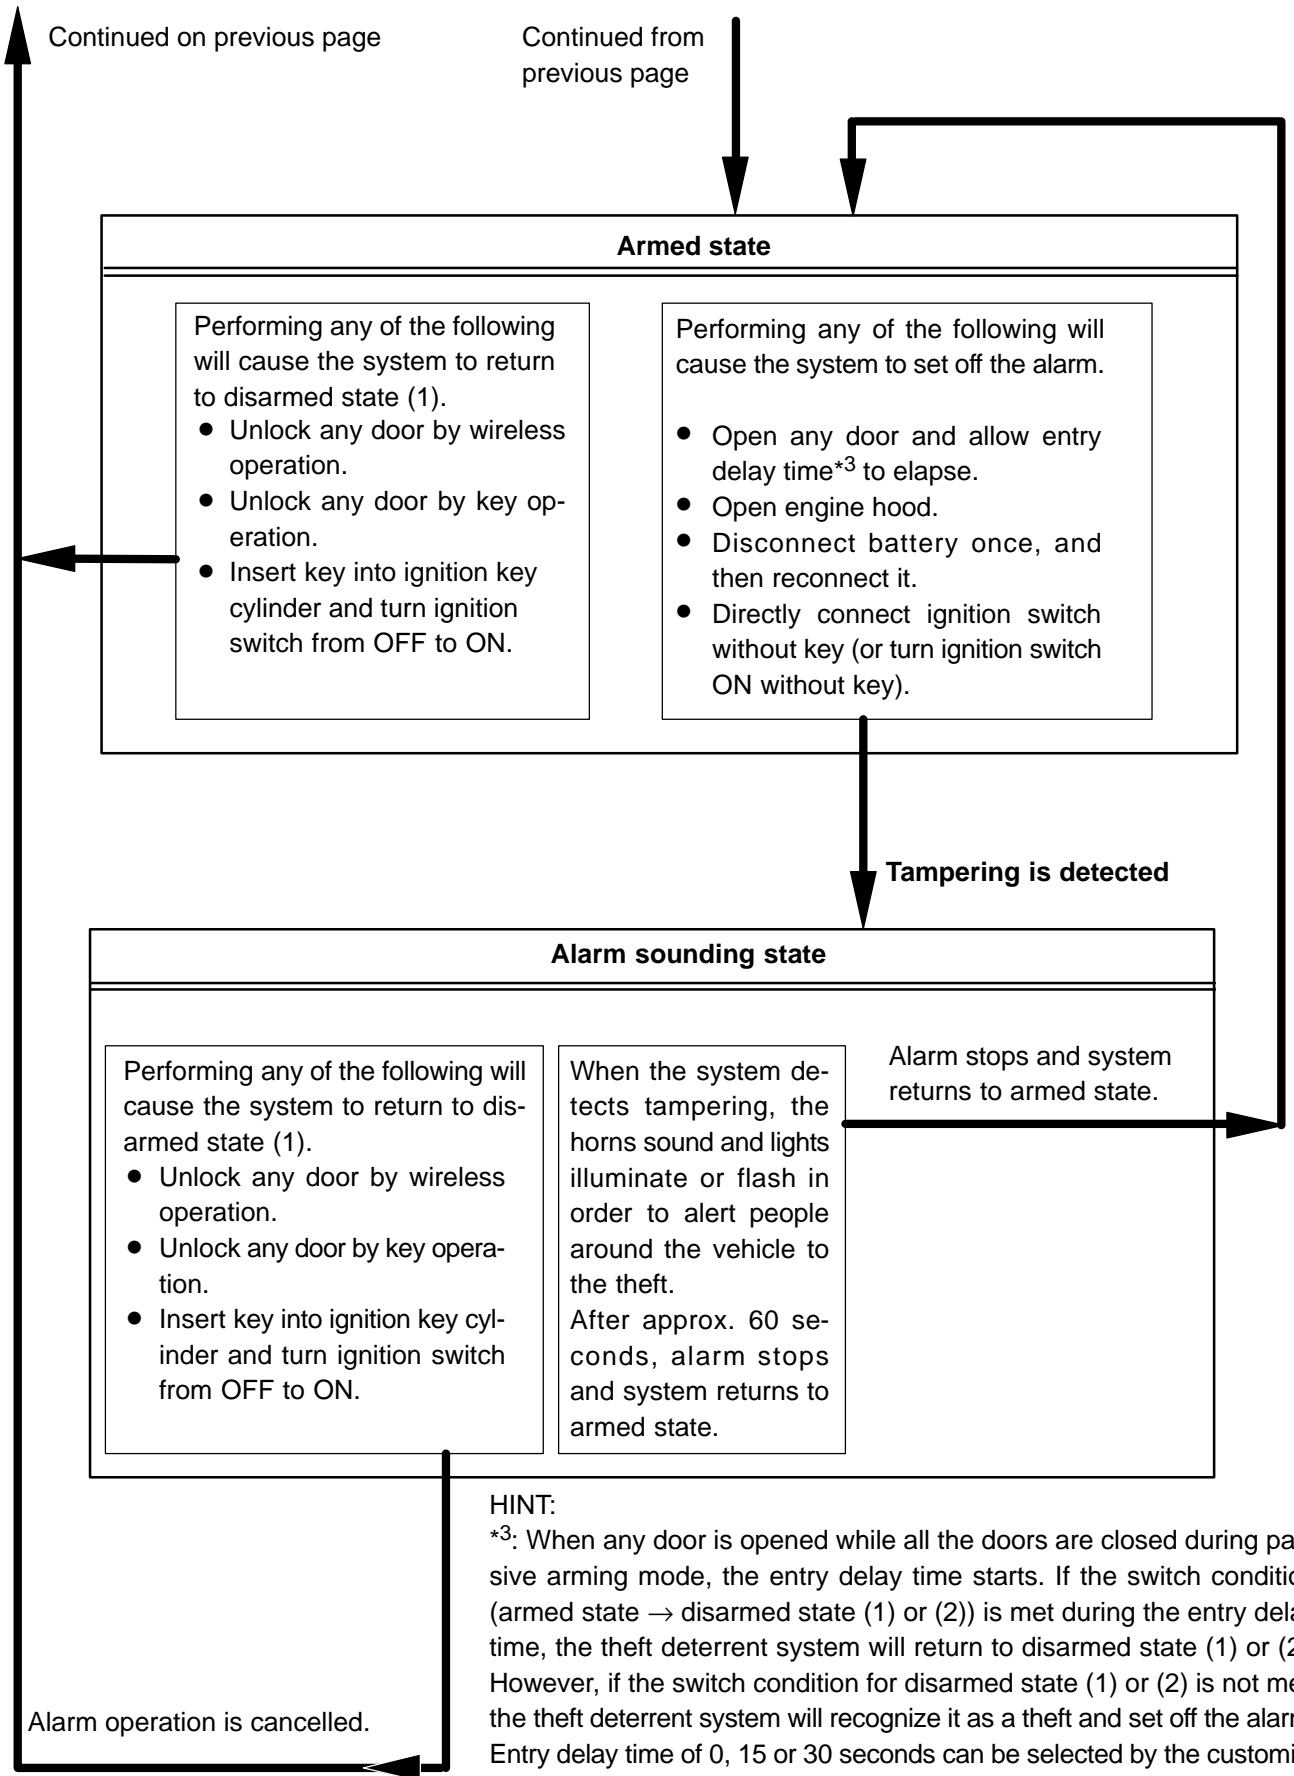 Continued on previous page
Continued from
previous page
Armed state
Performing any of the following
will cause the system to return
to disarmed state (1).
● Unlock any door by wireless
operation.
● Unlock any door by key op-
eration.
● Insert key into ignition key
cylinder and turn ignition
switch from OFF to ON.
Performing any of the following will
cause the system to set off the alarm.
● Open any door and allow entry
delay time*3 to elapse.
● Open engine hood.
● Disconnect battery once, and
then reconnect it.
● Directly connect ignition switch
without key (or turn ignition switch
ON without key).
Tampering is detected
Alarm sounding state
Performing any of the following will
cause the system to return to dis-
armed state (1).
● Unlock any door by wireless
operation.
● Unlock any door by key opera-
tion.
● Insert key into ignition key cyl-
inder and turn ignition switch
from OFF to ON.
When the system de-
tects tampering, the
horns sound and lights
illuminate or flash in
order to alert people
around the vehicle to
the theft.
After approx. 60 se-
conds, alarm stops
and system returns to
armed state.
Alarm stops and system
returns to armed state.
HINT:
*3: When any door is opened while all the doors are closed during pa
sive arming mode, the entry delay time starts. If the switch conditio
(armed state → disarmed state (1) or (2)) is met during the entry dela
time, the theft deterrent system will return to disarmed state (1) or (2
However, if the switch condition for disarmed state (1) or (2) is not me
the theft deterrent system will recognize it as a theft and set off the alarm
Entry delay time of 0, 15 or 30 seconds can be selected by the customi
Alarm operation is cancelled.